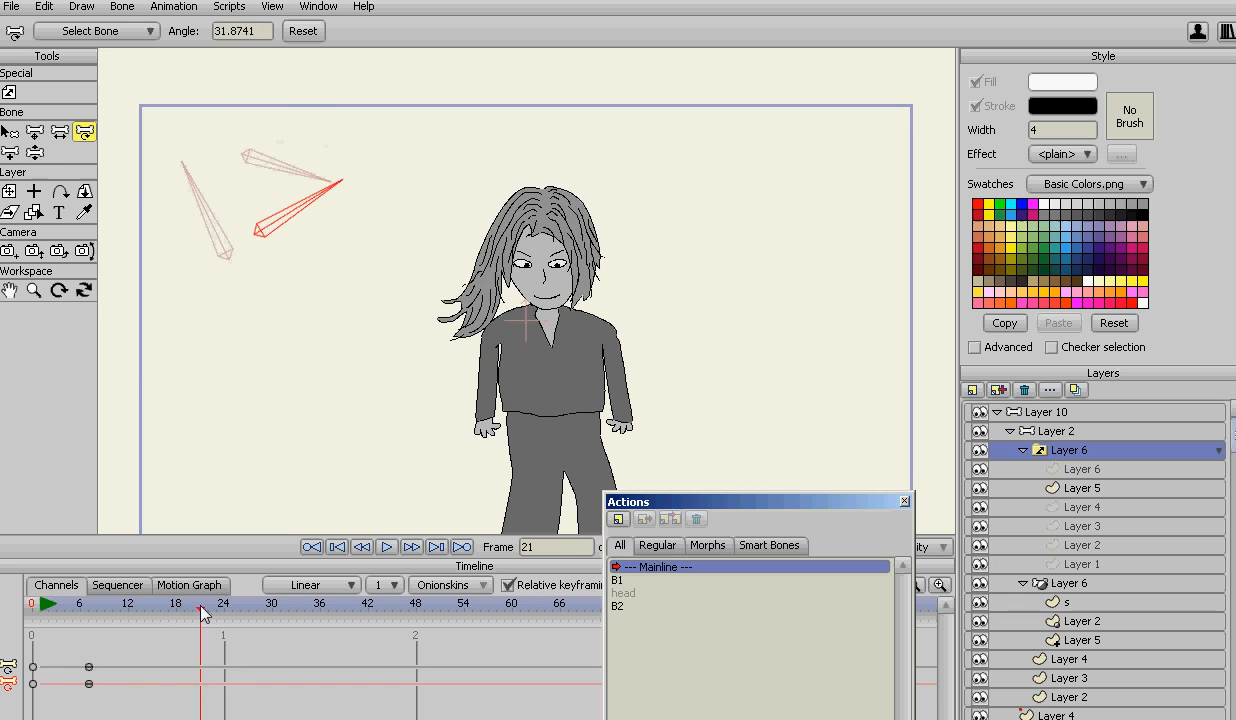 File Edit Draw Bone Animation Scripts View Window Help
Select Bone Angle: 31.8741 Reset
Tools
Special
Bone
Layer
T
Camera
Workspace
Style
Fill
Stroke
No Brush
Width 4
Effect <plain> ...
Swatches Basic Colors.png
Copy Paste Reset
Advanced Checker selection
Layers
Layer 10
Layer 2
Layer 6
Layer 6
Layer 5
Layer 4
Layer 3
Layer 2
Layer 1
Layer 6
s
Layer 2
Layer 5
Layer 4
Layer 3
Layer 2
Layer 4
Actions
All Regular Morphs Smart Bones
--- Mainline ---
B1
head
B2
Frame 21
Timeline
Channels Sequencer Motion Graph Linear 1 Onionskins
0 6 12 18 24 30 36 42 48 54 60 66
0 1 2